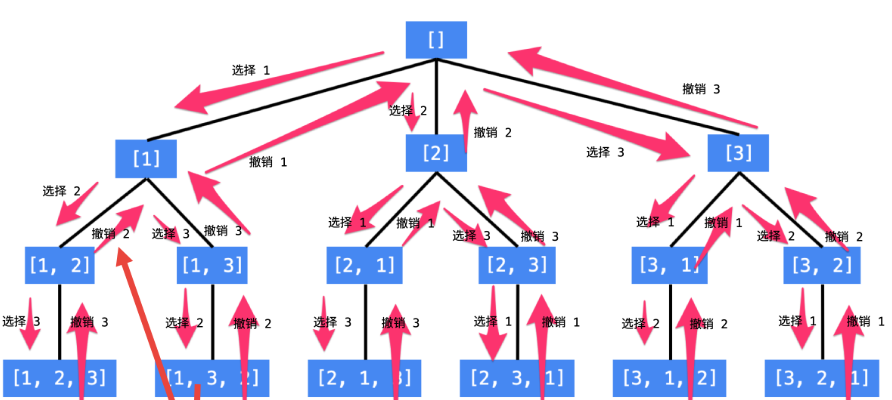 []
选择 1
撤销 3
选择 2
撤销 2
撤销 1
选择 3
[1]
[2]
[3]
选择 2
撤销 2
选择 3
撤销 3
选择 1
撤销 1
选择 3
撤销 3
选择 1
撤销 1
选择 2
撤销 2
[1, 2]
[1, 3]
[2, 1]
[2, 3]
[3, 1]
[3, 2]
选择 3
撤销 3
选择 2
撤销 2
选择 3
撤销 3
选择 1
撤销 1
选择 2
撤销 2
选择 1
撤销 1
[1, 2, 3]
[1, 3, 2]
[2, 1, 3]
[2, 3, 1]
[3, 1, 2]
[3, 2, 1]